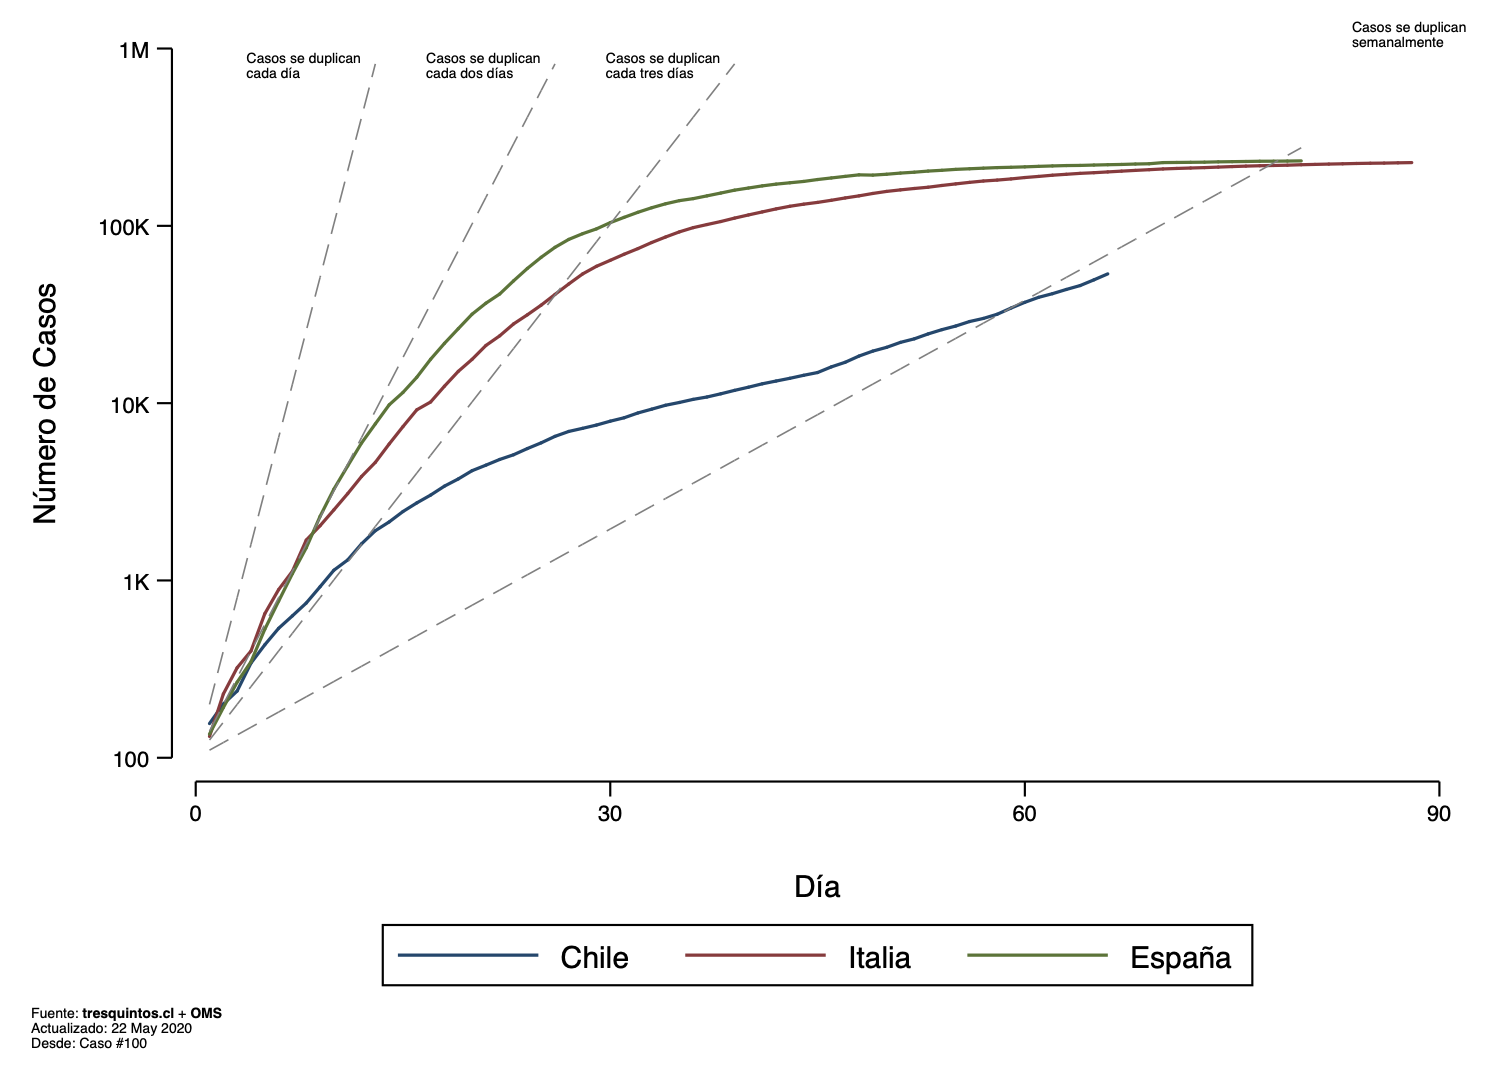 Casos se duplican
semanalmente
Casos se duplican
cada día
Casos se duplican
cada dos días
Casos se duplican
cada tres días
1M
100K
10K
1K
100
Número de Casos
0
30
60
90
Día
Chile
Italia
España
Fuente: tresquintos.cl + OMS
Actualizado: 22 May 2020
Desde: Caso #100